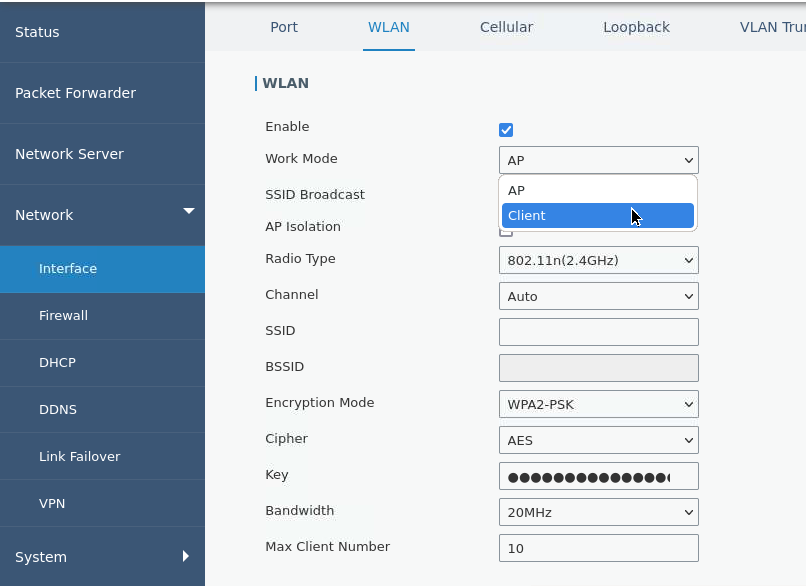 Status
Packet Forwarder
Network Server
Network
Interface
Firewall
DHCP
DDNS
Link Failover
VPN
System
Port WLAN Cellular Loopback VLAN
WLAN
Enable
Work Mode AP
AP
Client
SSID Broadcast
AP Isolation
Radio Type 802.11n(2.4GHz)
Channel Auto
SSID
BSSID
Encryption Mode WPA2-PSK
Cipher AES
Key
Bandwidth 20MHz
Max Client Number 10